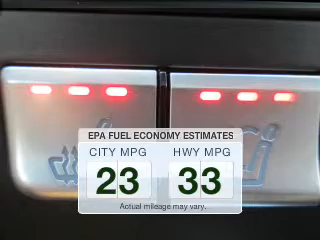 EPA FUEL ECONOMY ESTIMATES
CITY MPG HWY MPG
23 33
Actual mileage may vary.